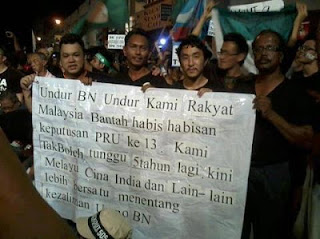 Undur BN Undur Kami Rakyat
Malaysia Bantah habis habisan
keputusan PRU ke 13 Kami
TakBoleh tunggu 5tahun lagi kini
Melayu Cina India dan Lain-lain
lebih bersatu menentang
kezaliman BN